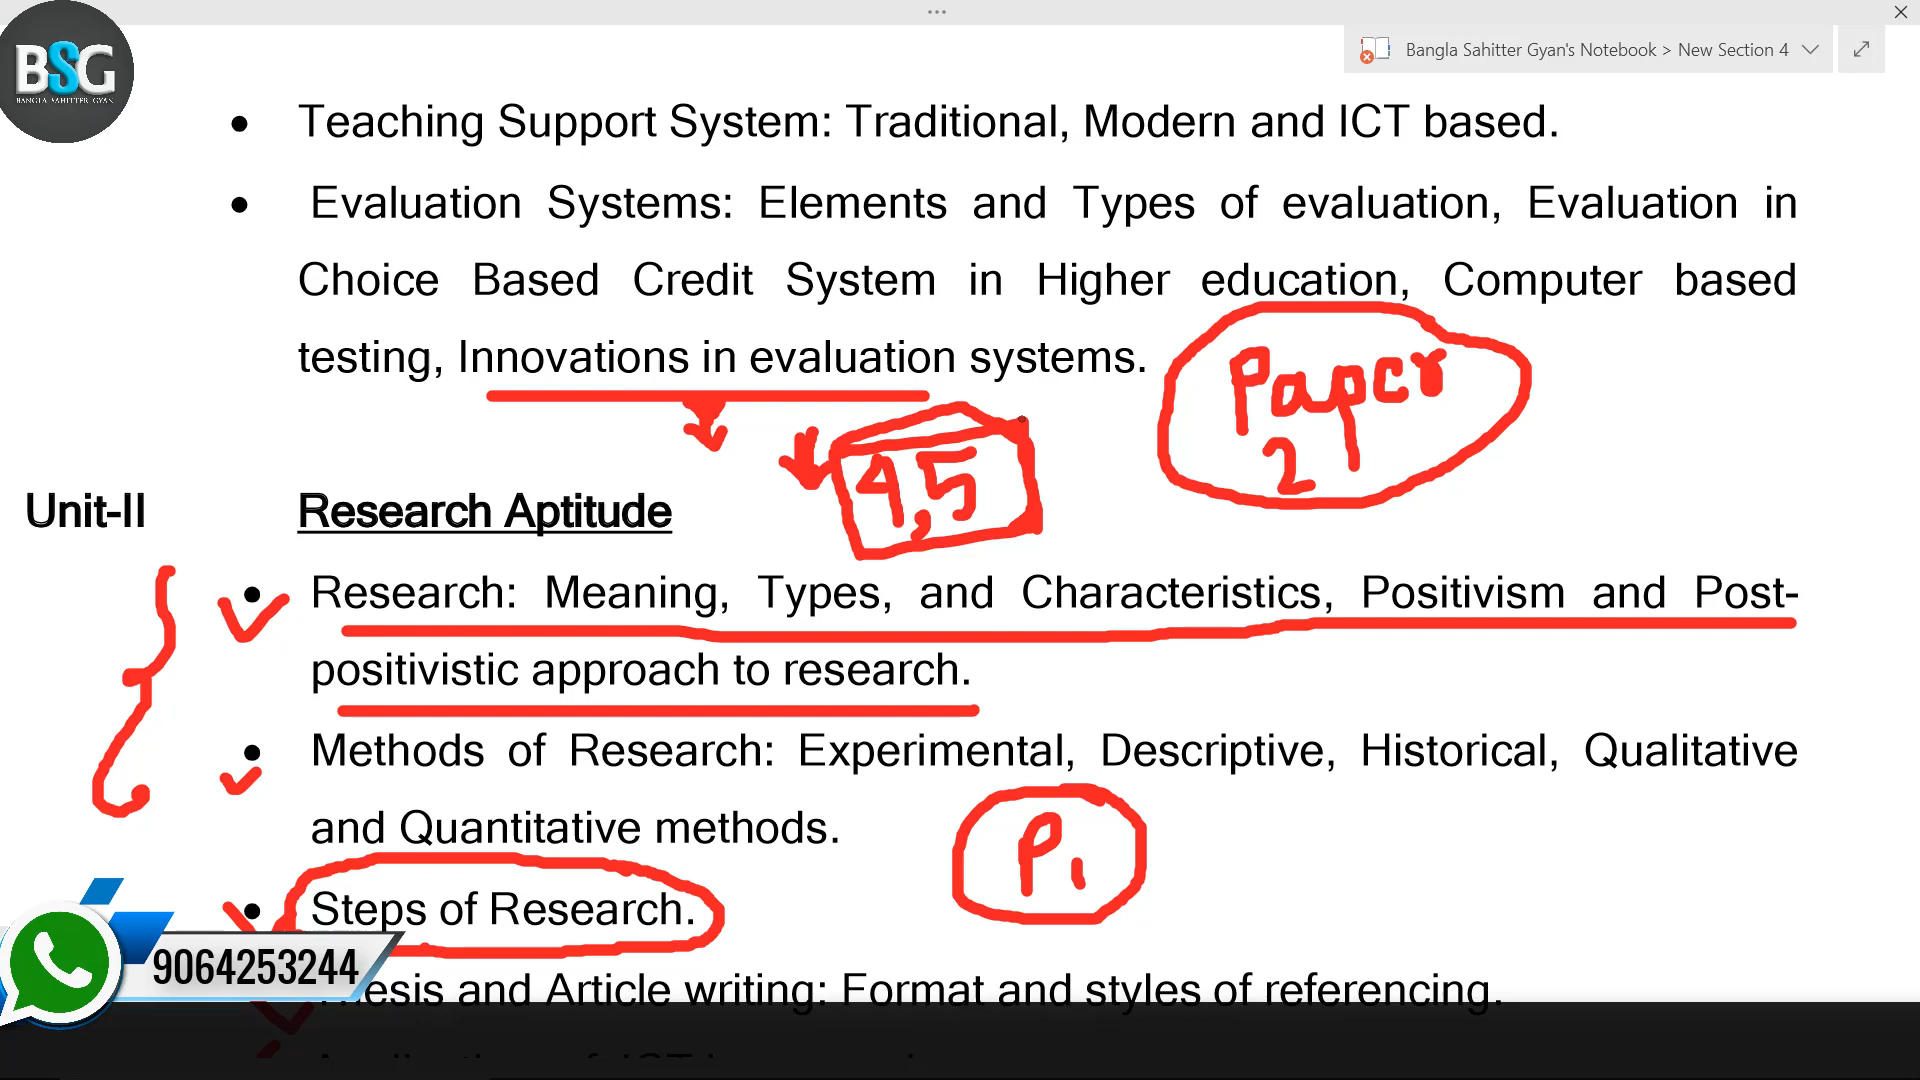 BSG
BANGLA SAHITTER GYAN
Bangla Sahitter Gyan's Notebook > New Section 4
• Teaching Support System: Traditional, Modern and ICT based.
• Evaluation Systems: Elements and Types of evaluation, Evaluation in
Choice Based Credit System in Higher education, Computer based
testing, Innovations in evaluation systems.
Paper
2
4,5
Unit-II Research Aptitude
• Research: Meaning, Types, and Characteristics, Positivism and Post-
positivistic approach to research.
• Methods of Research: Experimental, Descriptive, Historical, Qualitative
and Quantitative methods.
P1
• Steps of Research.
9064253244
Thesis and Article writing: Format and styles of referencing.